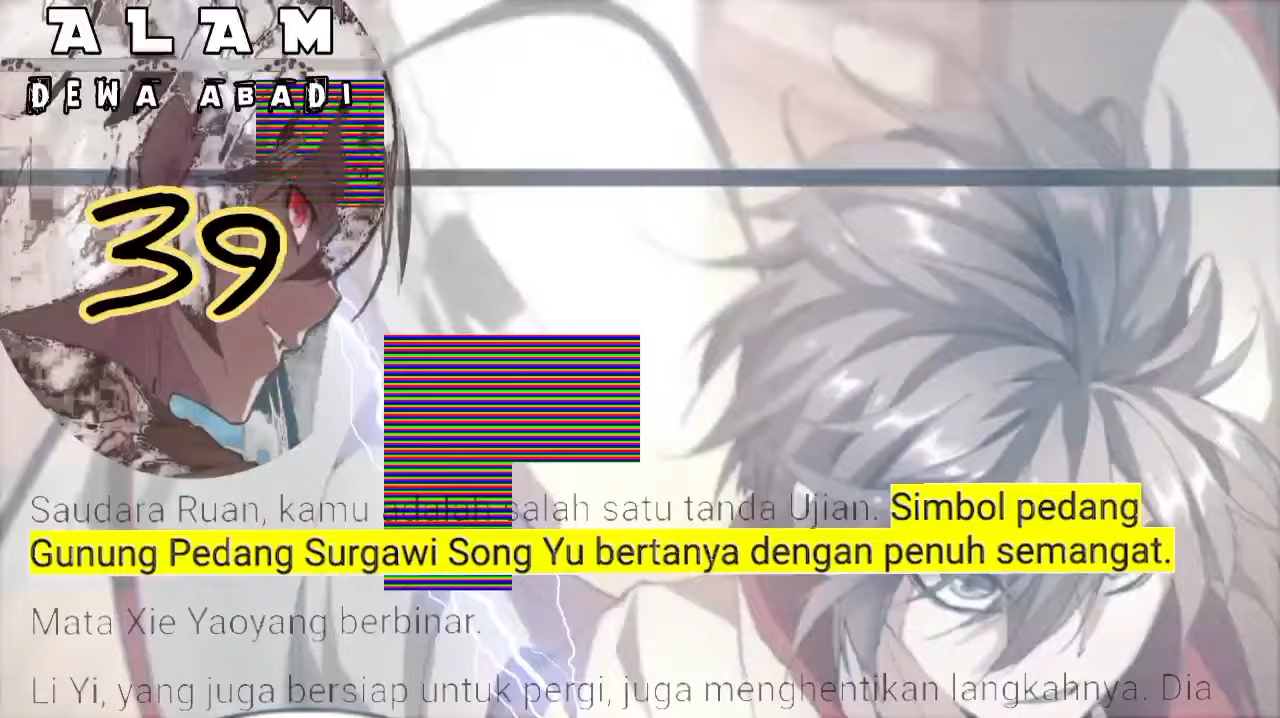 ALAM
DEWA ABADI
39
Saudara Ruan, kamu adalah salah satu tanda Ujian. Simbol pedang
Gunung Pedang Surgawi Song Yu bertanya dengan penuh semangat.
Mata Xie Yaoyang berbinar.
Li Yi, yang juga bersiap untuk pergi, juga menghentikan langkahnya. Dia